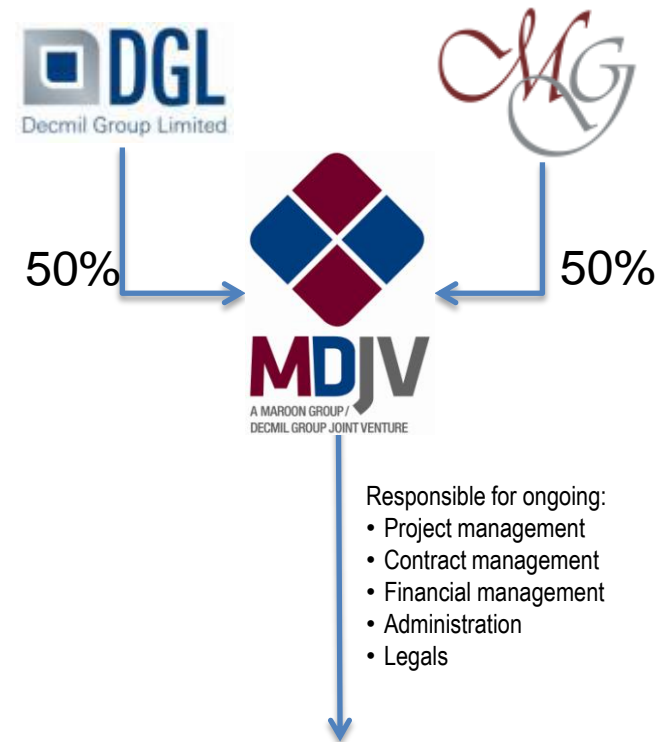 DGL
Decmil Group Limited
MG
50%
50%
MDJV
A MAROON GROUP /
DECMIL GROUP JOINT VENTURE
Responsible for ongoing:
• Project management
• Contract management
• Financial management
• Administration
• Legals